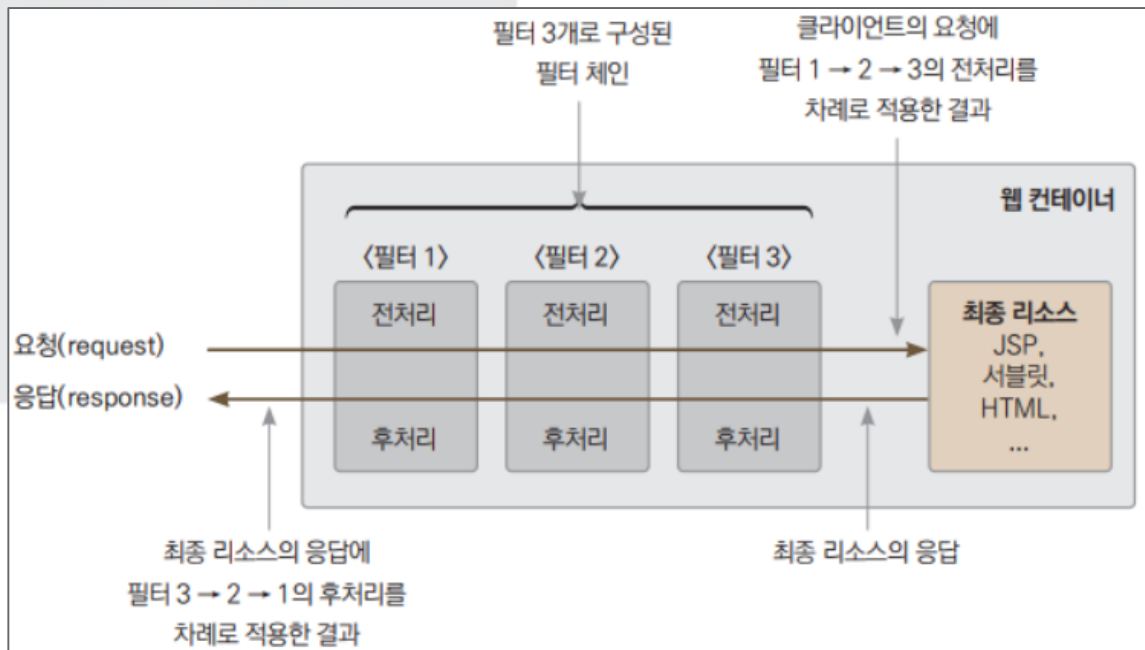 필터 3개로 구성된
필터 체인
클라이언트의 요청에
필터 1 → 2 → 3의 전처리를
차례로 적용한 결과
웹 컨테이너
〈필터 1〉
〈필터 2〉
〈필터 3〉
전처리
전처리
전처리
최종 리소스
JSP,
서블릿,
HTML,
...
요청(request)
응답(response)
후처리
후처리
후처리
최종 리소스의 응답에
필터 3 → 2 → 1의 후처리를
차례로 적용한 결과
최종 리소스의 응답